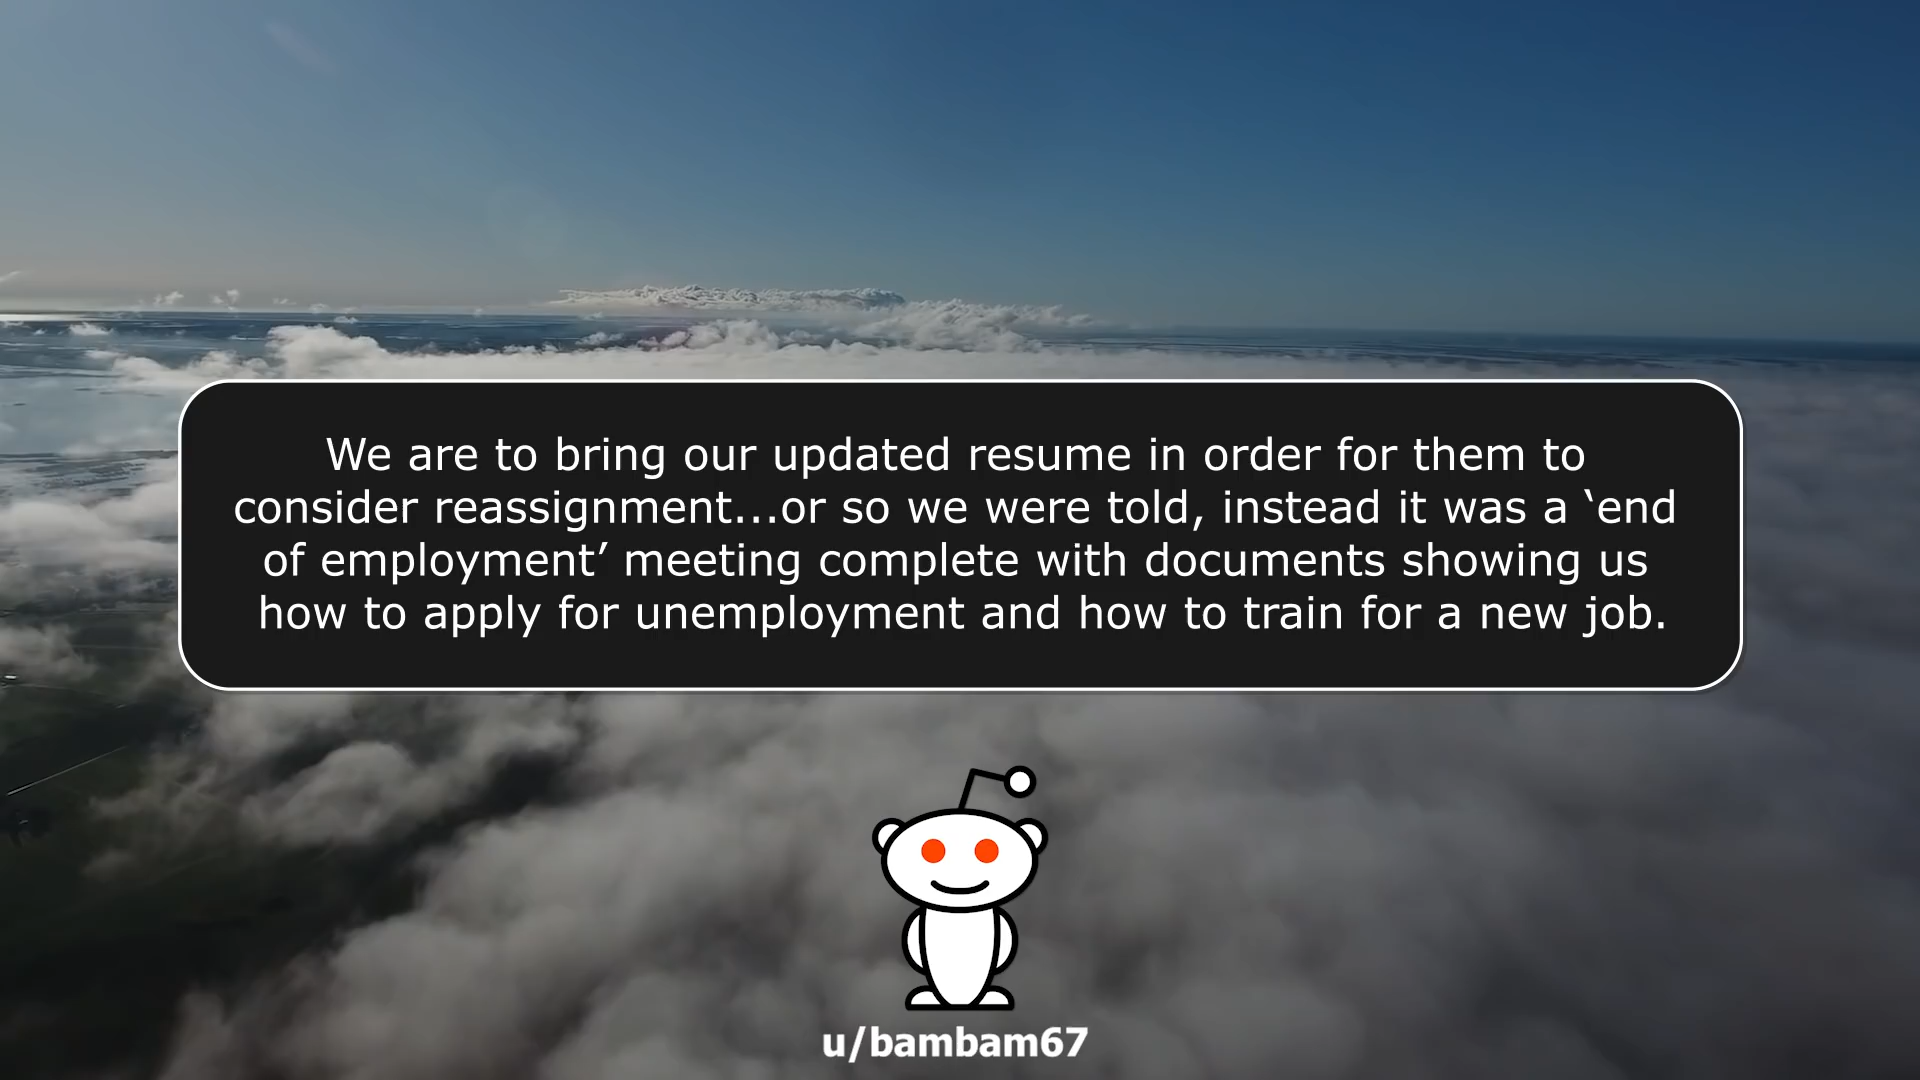 We are to bring our updated resume in order for them to
consider reassignment...or so we were told, instead it was a ‘end
of employment’ meeting complete with documents showing us
how to apply for unemployment and how to train for a new job.
u/bambam67